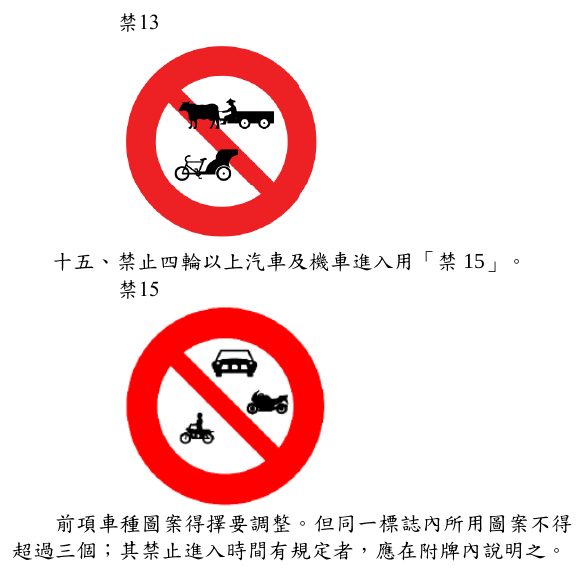 禁13
十五、禁止四輪以上汽車及機車進入用「禁 15」。
禁15
前項車種圖案得擇要調整。但同一標誌內所用圖案不得
超過三個；其禁止進入時間有規定者，應在附牌內說明之。